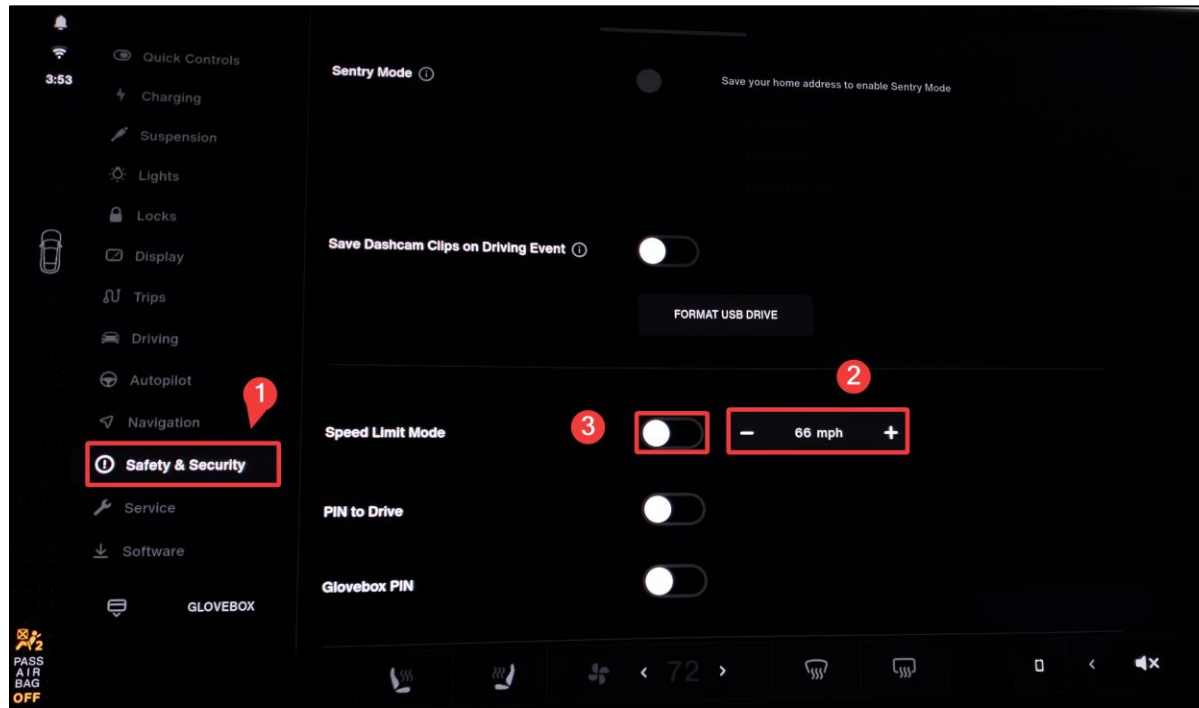 3:53
Quick Controls
Charging
Suspension
Lights
Locks
Display
Trips
Driving
Autopilot
Navigation
Safety & Security
Service
Software
GLOVEBOX
Sentry Mode
Save your home address to enable Sentry Mode
Save Dashcam Clips on Driving Event
FORMAT USB DRIVE
Speed Limit Mode
66 mph
PIN to Drive
Glovebox PIN
1
2
3
2
PASS
AIR
BAG
OFF
72